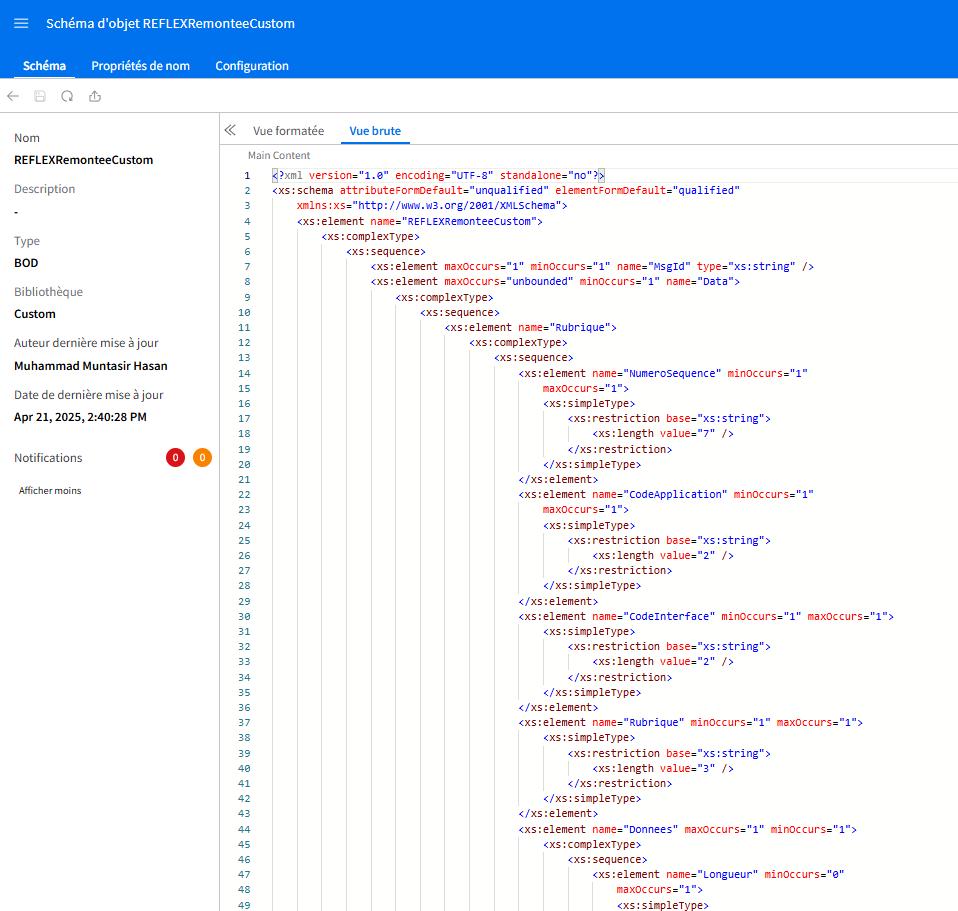 Schéma d'objet REFLEXRemonteeCustom
Schéma Propriétés de nom Configuration
Nom
REFLEXRemonteeCustom
Description
-
Type
BOD
Bibliothèque
Custom
Auteur dernière mise à jour
Muhammad Muntasir Hasan
Date de dernière mise à jour
Apr 21, 2025, 2:40:28 PM
Notifications 0 0
Afficher moins
Vue formatée Vue brute
Main Content
1 <?xml version="1.0" encoding="UTF-8" standalone="no"?>
2 <xs:schema attributeFormDefault="unqualified" elementFormDefault="qualified"
3 xmlns:xs="http://www.w3.org/2001/XMLSchema">
4 <xs:element name="REFLEXRemonteeCustom">
5 <xs:complexType>
6 <xs:sequence>
7 <xs:element maxOccurs="1" minOccurs="1" name="MsgId" type="xs:string" />
8 <xs:element maxOccurs="unbounded" minOccurs="1" name="Data">
9 <xs:complexType>
10 <xs:sequence>
11 <xs:element name="Rubrique">
12 <xs:complexType>
13 <xs:sequence>
14 <xs:element name="NumeroSequence" minOccurs="1"
15 maxOccurs="1">
16 <xs:simpleType>
17 <xs:restriction base="xs:string">
18 <xs:length value="7" />
19 </xs:restriction>
20 </xs:simpleType>
21 </xs:element>
22 <xs:element name="CodeApplication" minOccurs="1"
23 maxOccurs="1">
24 <xs:simpleType>
25 <xs:restriction base="xs:string">
26 <xs:length value="2" />
27 </xs:restriction>
28 </xs:simpleType>
29 </xs:element>
30 <xs:element name="CodeInterface" minOccurs="1" maxOccurs="1">
31 <xs:simpleType>
32 <xs:restriction base="xs:string">
33 <xs:length value="2" />
34 </xs:restriction>
35 </xs:simpleType>
36 </xs:element>
37 <xs:element name="Rubrique" minOccurs="1" maxOccurs="1">
38 <xs:simpleType>
39 <xs:restriction base="xs:string">
40 <xs:length value="3" />
41 </xs:restriction>
42 </xs:simpleType>
43 </xs:element>
44 <xs:element name="Donnees" maxOccurs="1" minOccurs="1">
45 <xs:complexType>
46 <xs:sequence>
47 <xs:element name="Longueur" minOccurs="0"
48 maxOccurs="1">
49 <xs:simpleType>